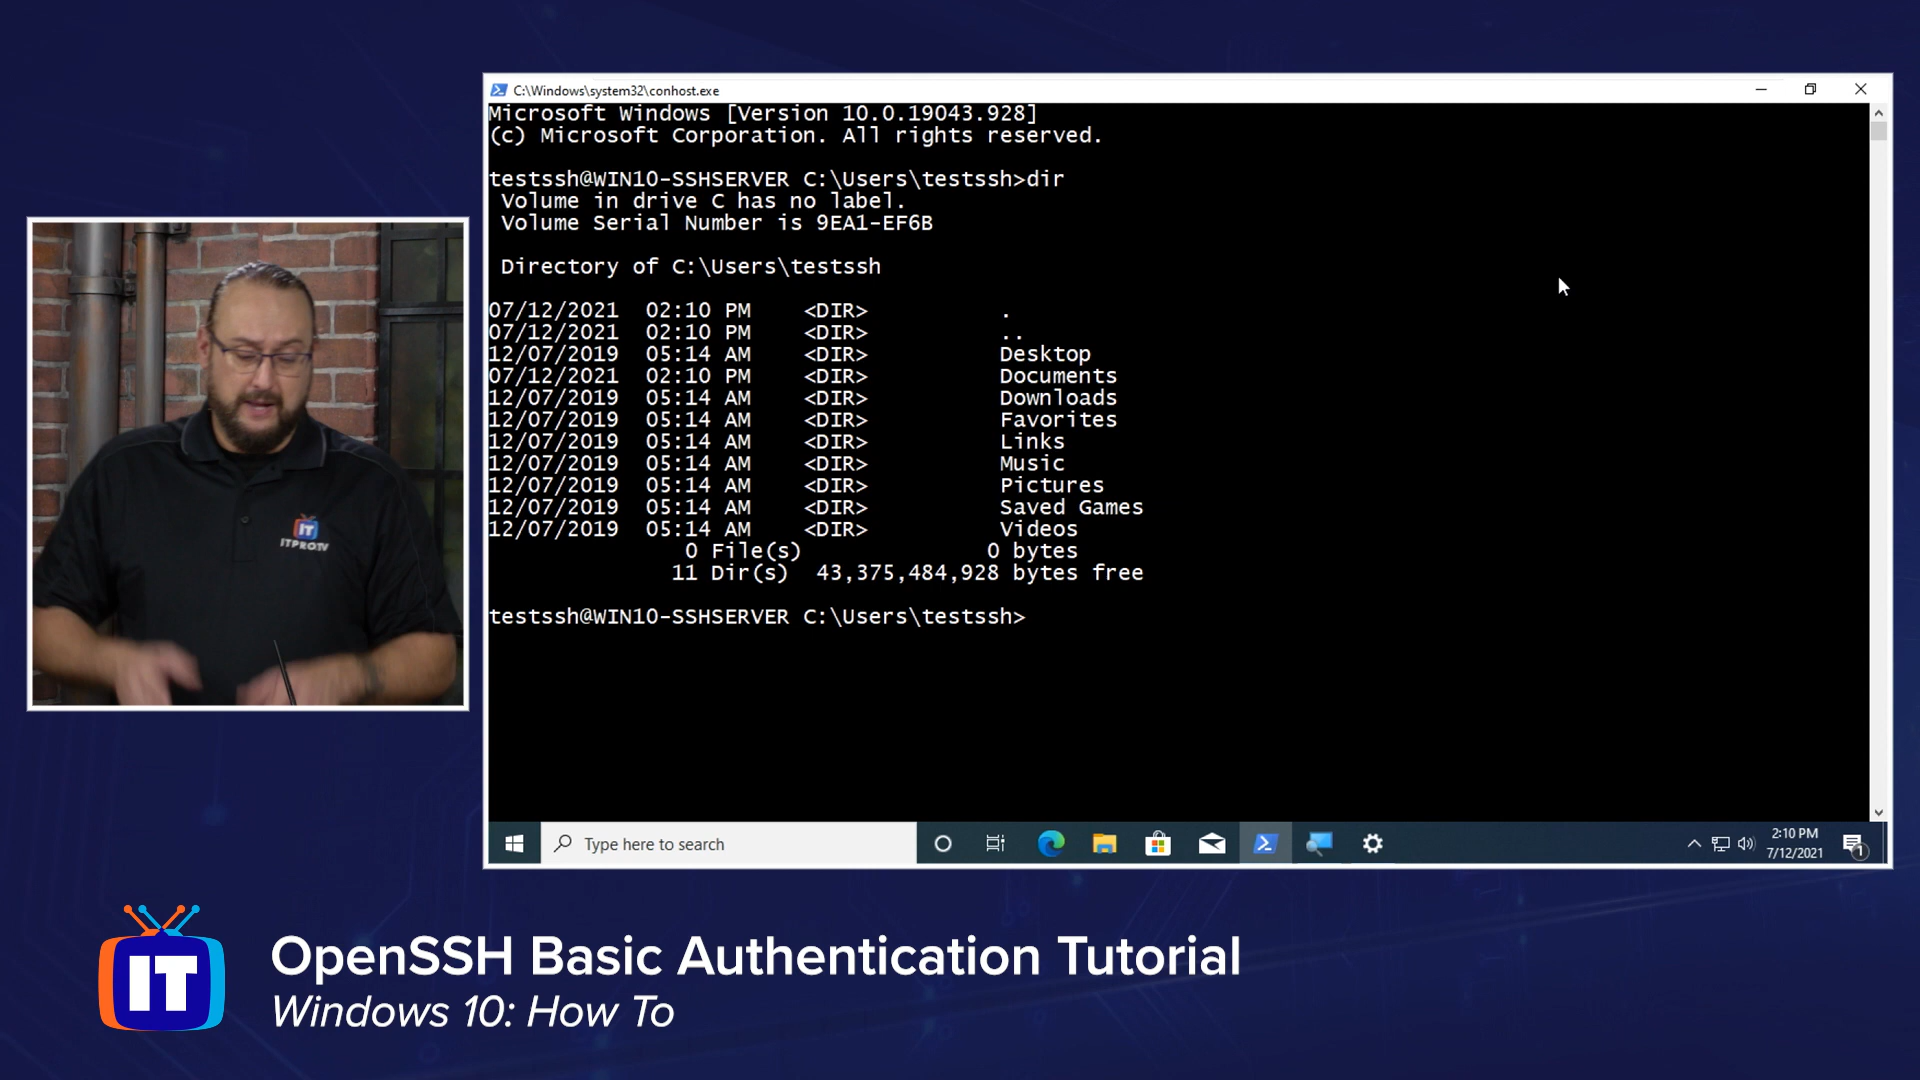 C:\Windows\system32\conhost.exe
Microsoft Windows [Version 10.0.19043.928]
(c) Microsoft Corporation. All rights reserved.
testssh@WIN10-SSHSERVER C:\Users\testssh>dir
Volume in drive C has no label.
Volume Serial Number is 9EA1-EF6B
Directory of C:\Users\testssh
07/12/2021  02:10 PM    <DIR>          .
07/12/2021  02:10 PM    <DIR>          ..
12/07/2019  05:14 AM    <DIR>          Desktop
07/12/2021  02:10 PM    <DIR>          Documents
12/07/2019  05:14 AM    <DIR>          Downloads
12/07/2019  05:14 AM    <DIR>          Favorites
12/07/2019  05:14 AM    <DIR>          Links
12/07/2019  05:14 AM    <DIR>          Music
12/07/2019  05:14 AM    <DIR>          Pictures
12/07/2019  05:14 AM    <DIR>          Saved Games
12/07/2019  05:14 AM    <DIR>          Videos
0 File(s)              0 bytes
11 Dir(s)  43,375,484,928 bytes free
testssh@WIN10-SSHSERVER C:\Users\testssh>
IT
ITPRO.TV
Type here to search
2:10 PM
7/12/2021
1
IT
OpenSSH Basic Authentication Tutorial
Windows 10: How To